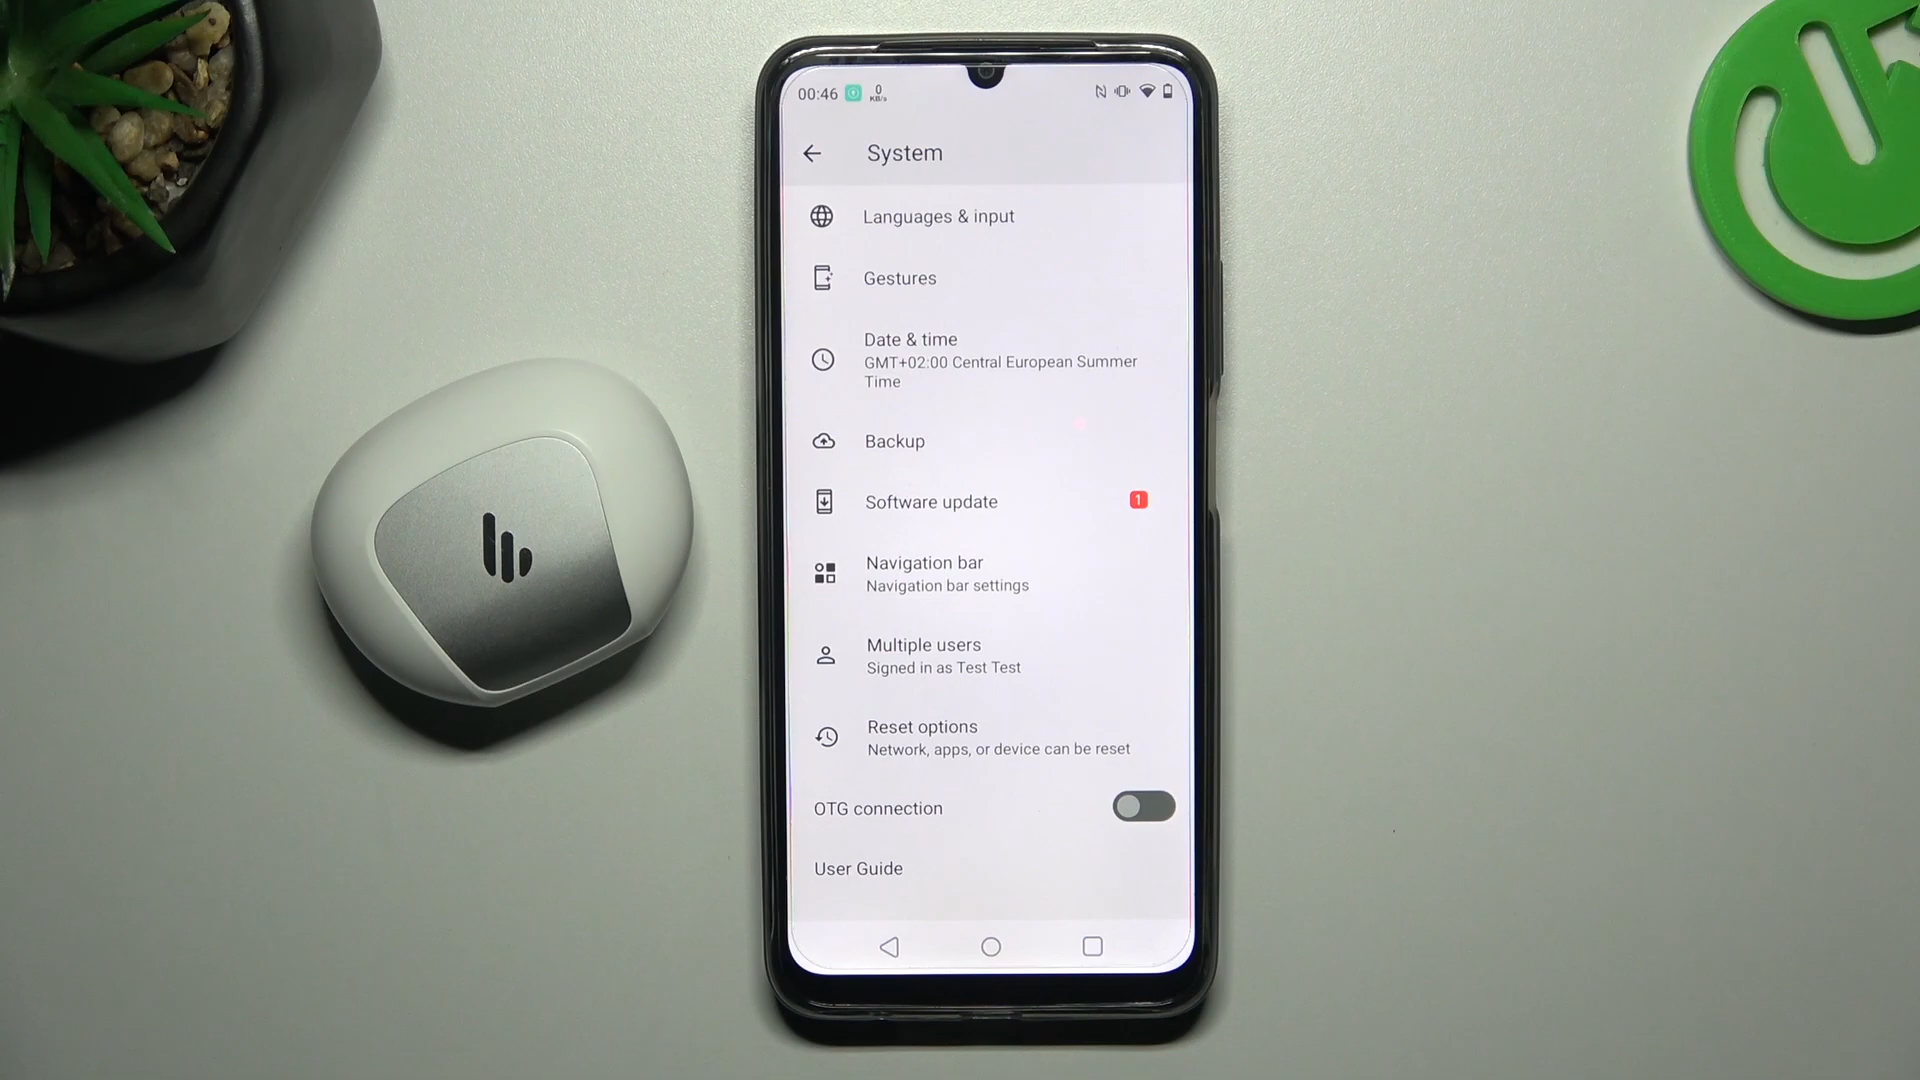 00:46
0
KB/s
System
Languages & input
Gestures
Date & time
GMT+02:00 Central European Summer
Time
Backup
Software update
1
Navigation bar
Navigation bar settings
Multiple users
Signed in as Test Test
Reset options
Network, apps, or device can be reset
OTG connection
User Guide